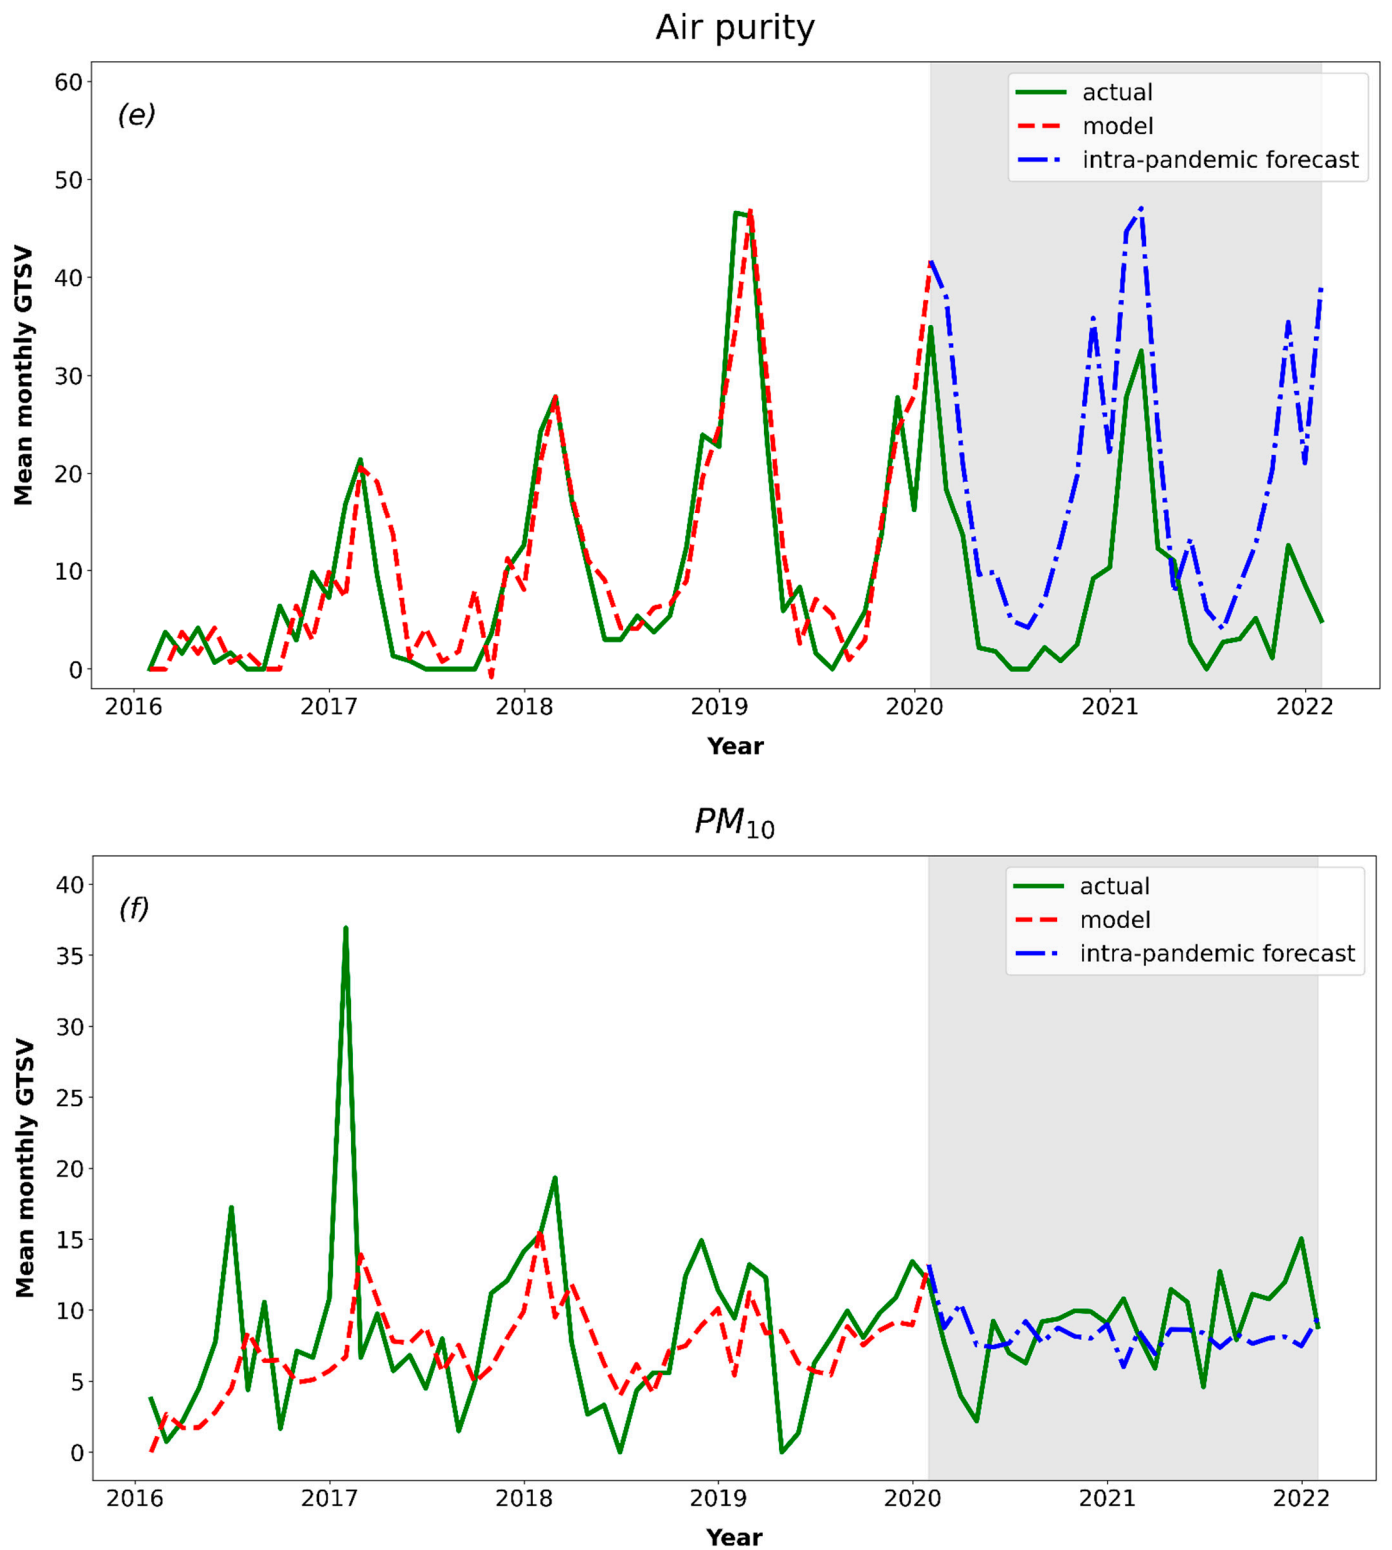 Air purity
60
50
40
30
20
10
0
Mean monthly GTSV
(e)
actual
model
intra-pandemic forecast
2016 2017 2018 2019 2020 2021 2022
Year
PM10
40
35
30
25
20
15
10
5
0
Mean monthly GTSV
(f)
actual
model
intra-pandemic forecast
2016 2017 2018 2019 2020 2021 2022
Year